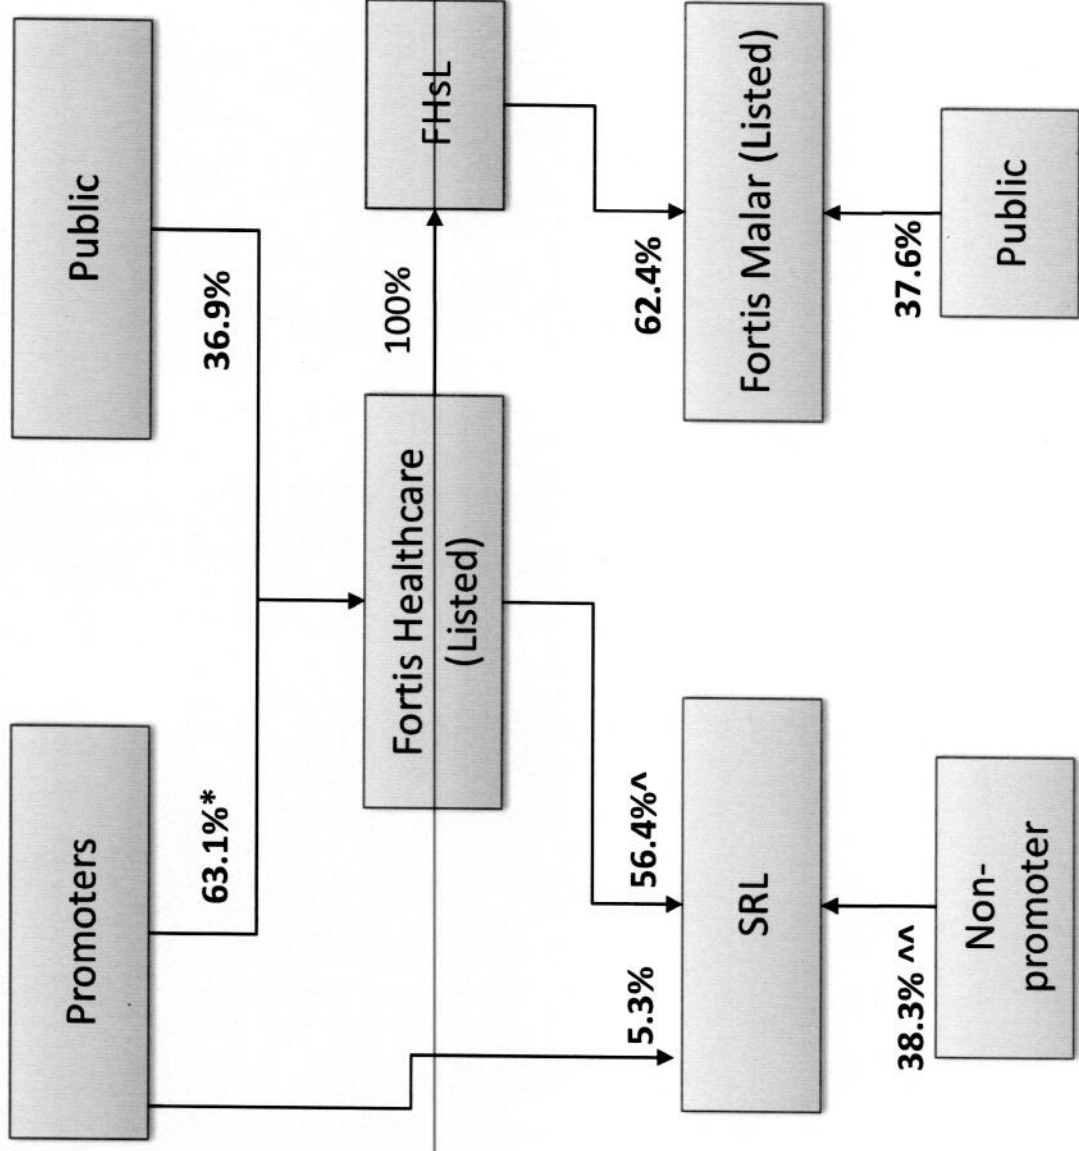 Promoters
Public
63.1%*
36.9%
Fortis Healthcare
(Listed)
100%
FHsL
5.3%
56.4%^
62.4%
SRL
Fortis Malar (Listed)
38.3% ^^
37.6%
Non-
promoter
Public